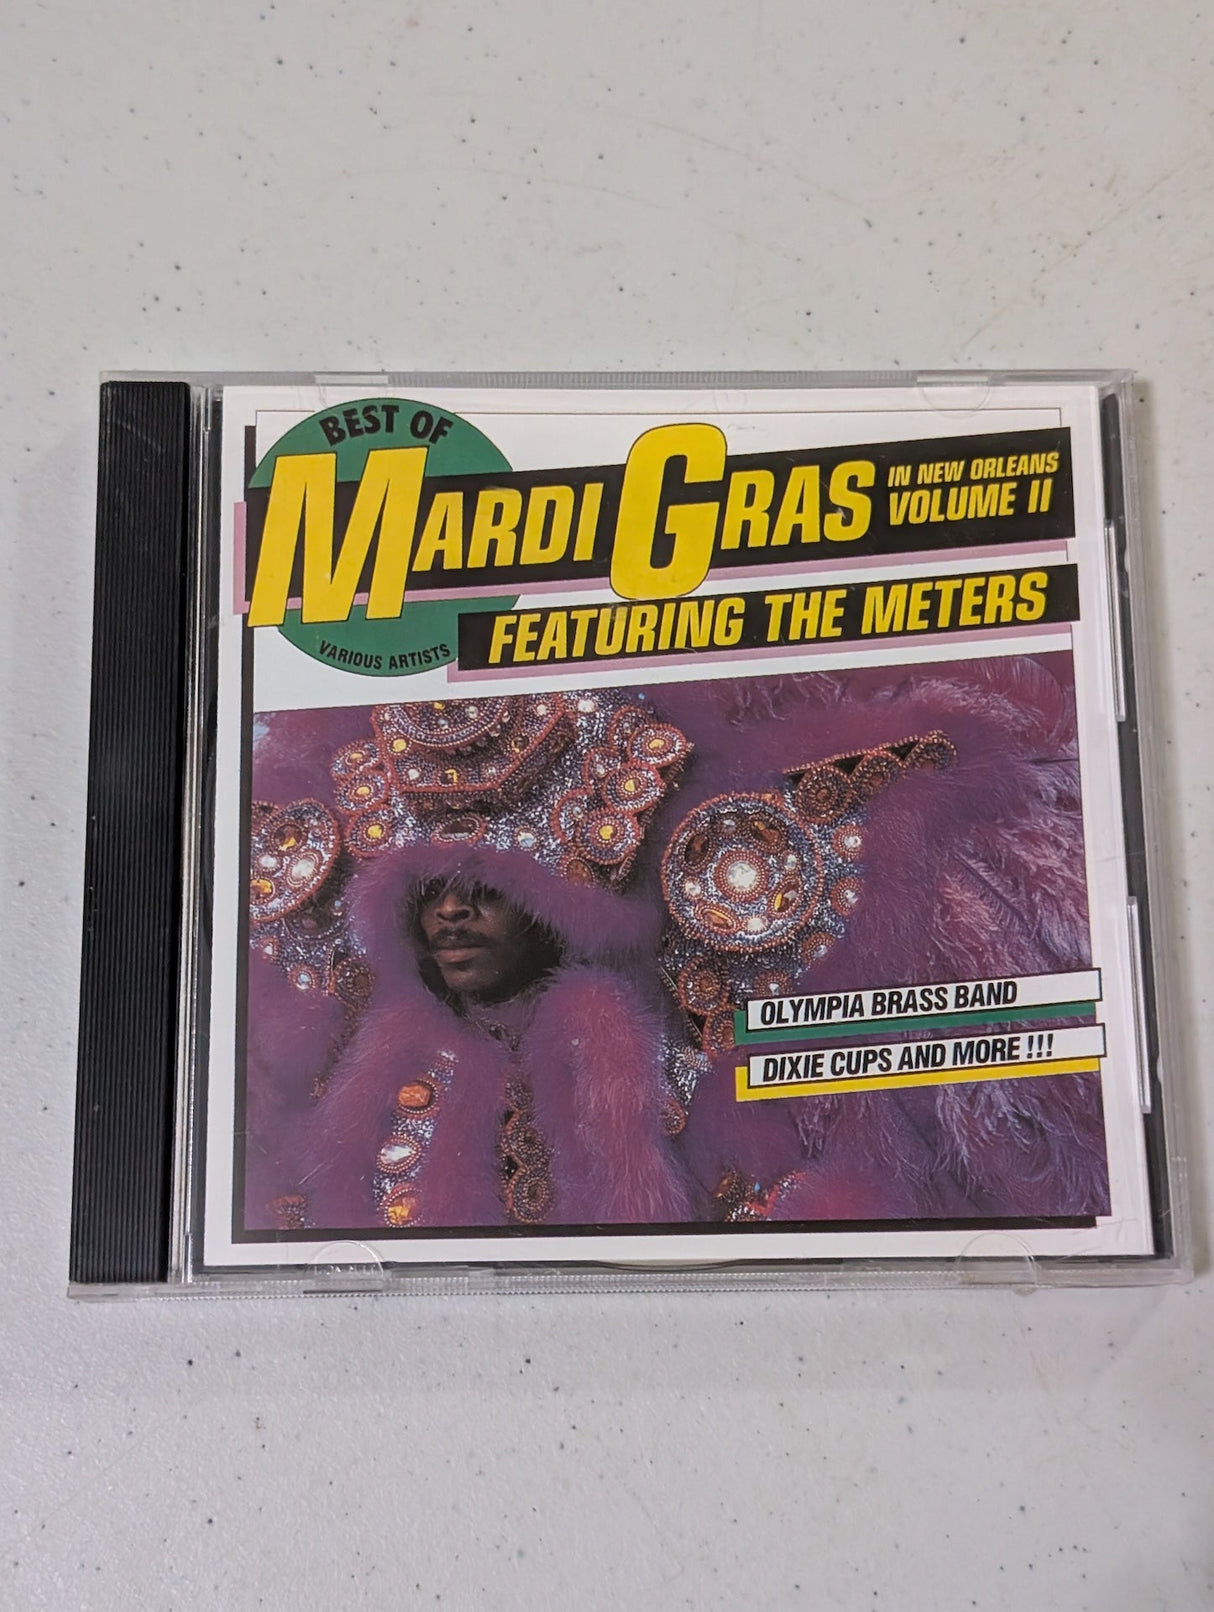 BEST OF
MARDI GRAS
IN NEW ORLEANS
VOLUME II
FEATURING THE METERS
VARIOUS ARTISTS
OLYMPIA BRASS BAND
DIXIE CUPS AND MORE !!!